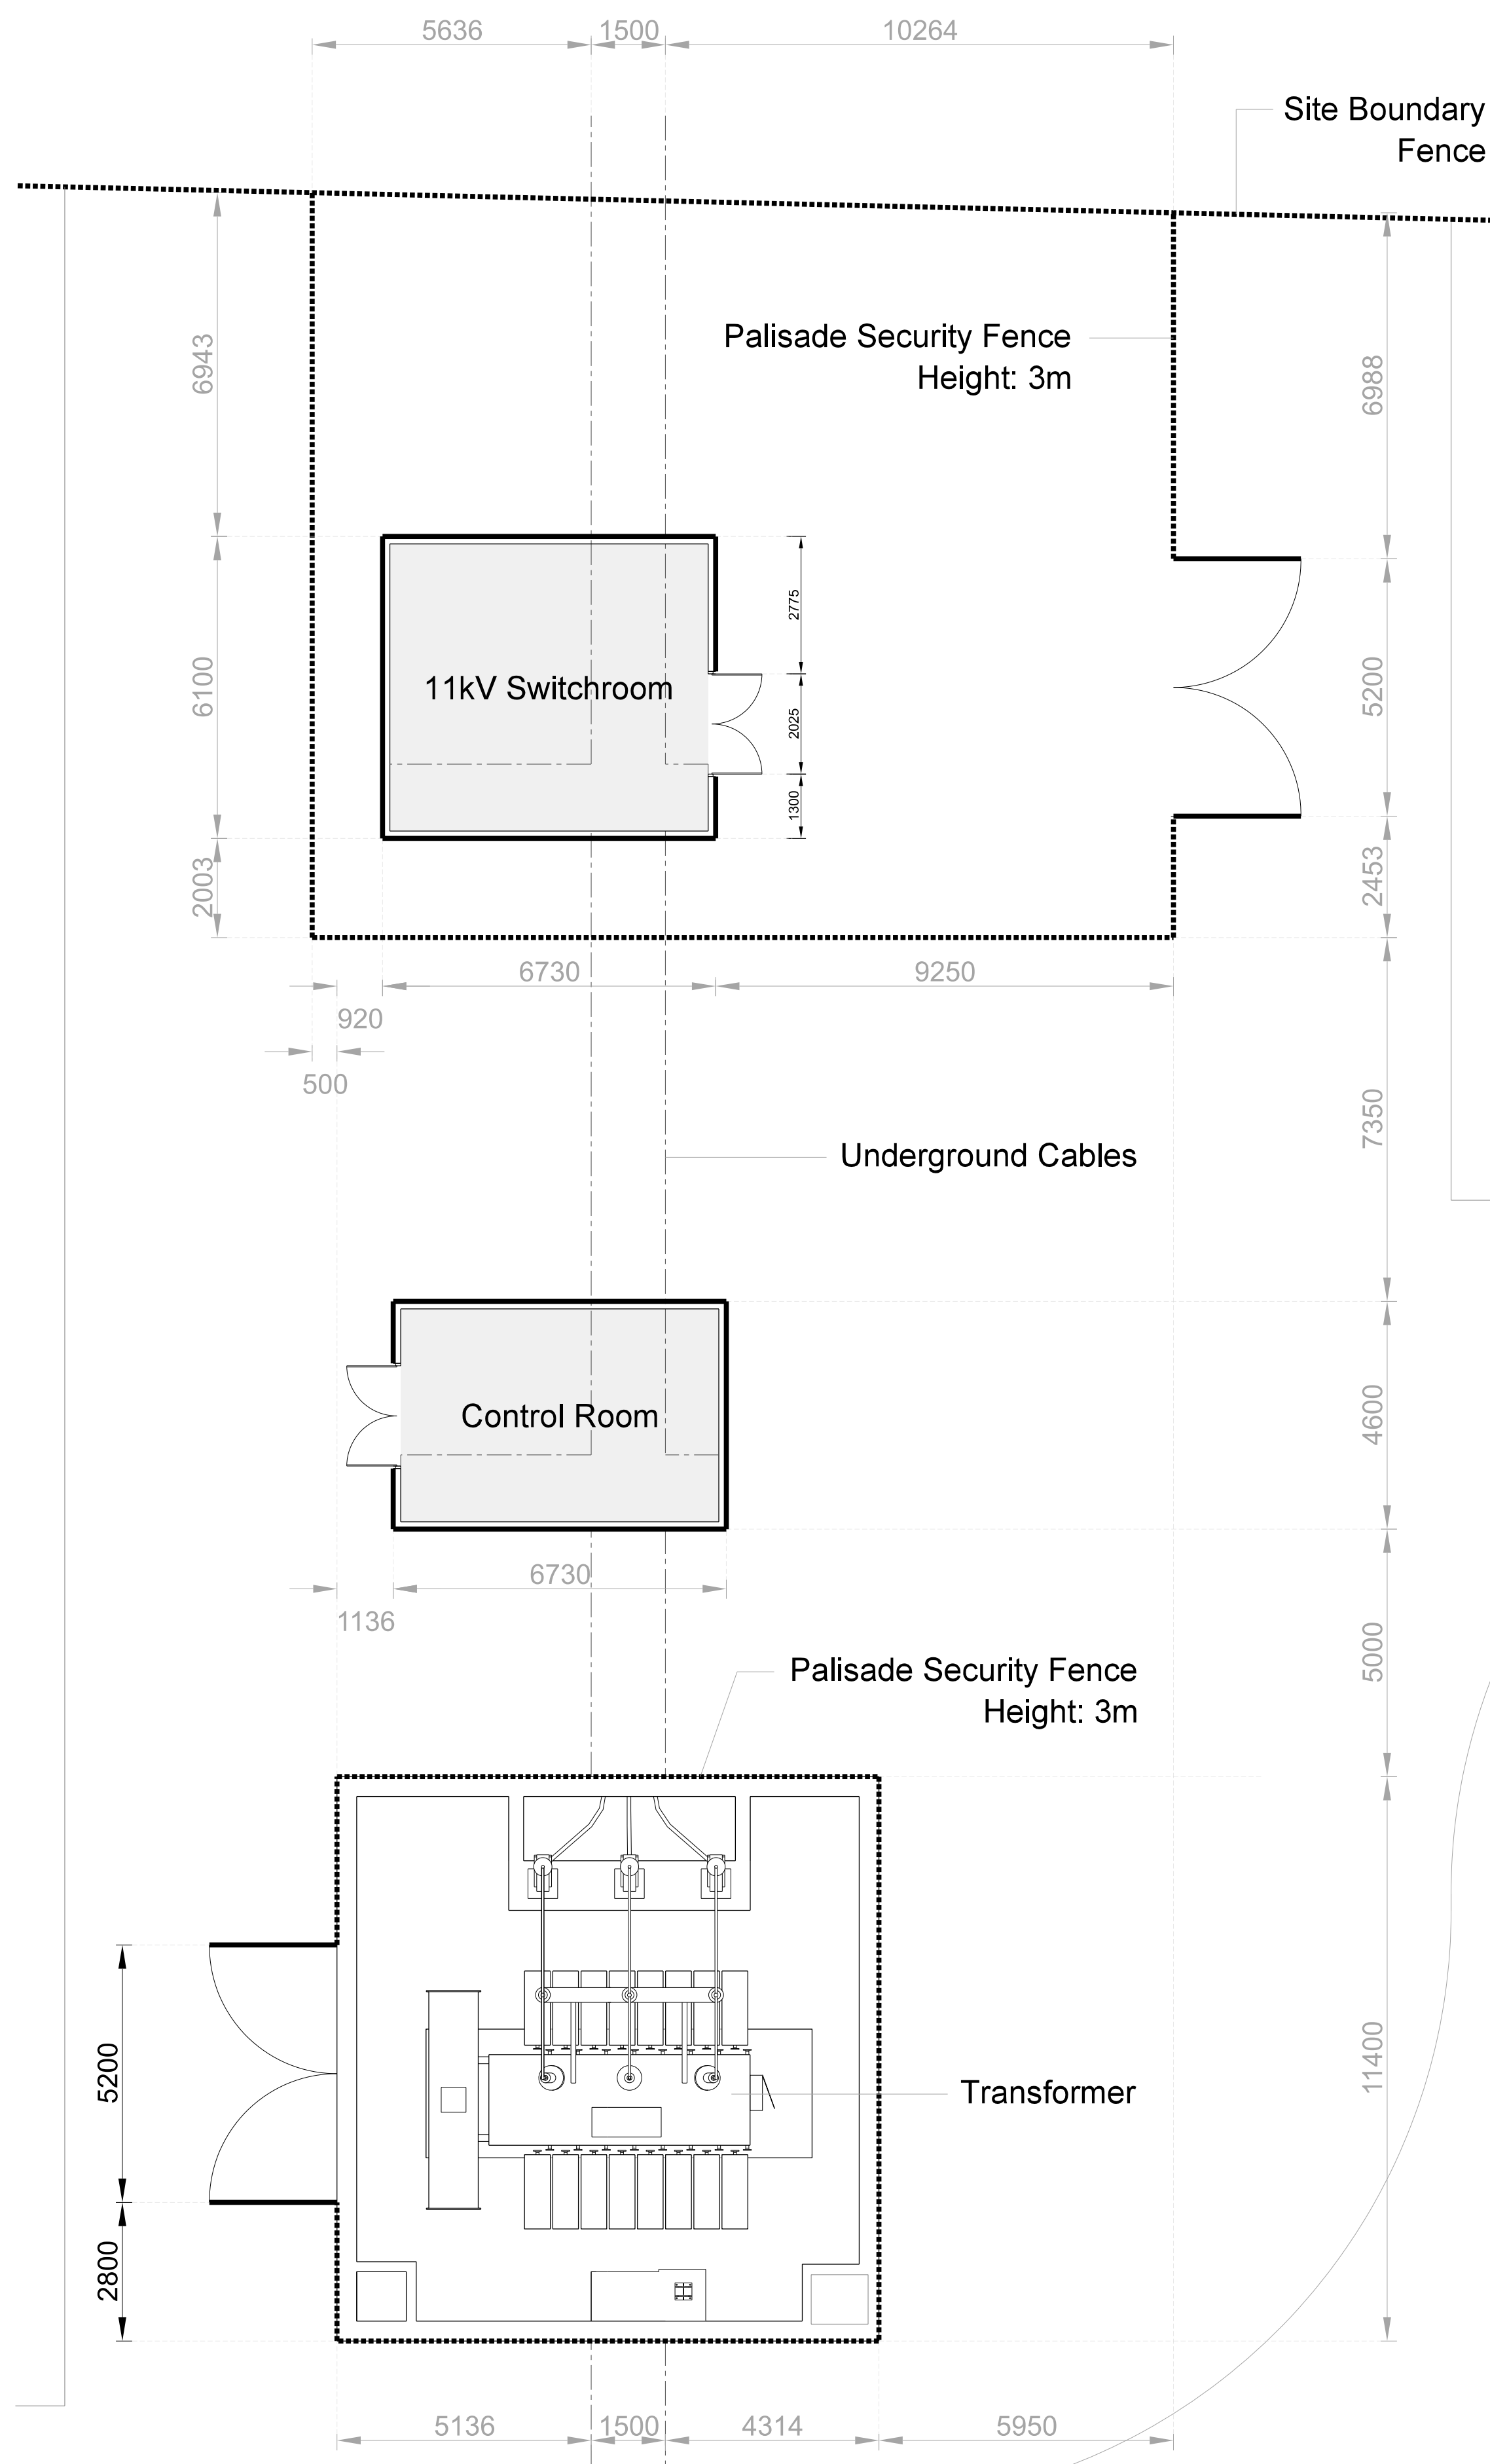 5636
1500
10264
Site Boundary
Fence
Palisade Security Fence
Height: 3m
6943
6988
2775
11kV Switchroom
6100
2025
5200
1300
2003
2453
6730
9250
920
500
7350
Underground Cables
4600
Control Room
6730
1136
5000
Palisade Security Fence
Height: 3m
5200
11400
Transformer
2800
5136
1500
4314
5950